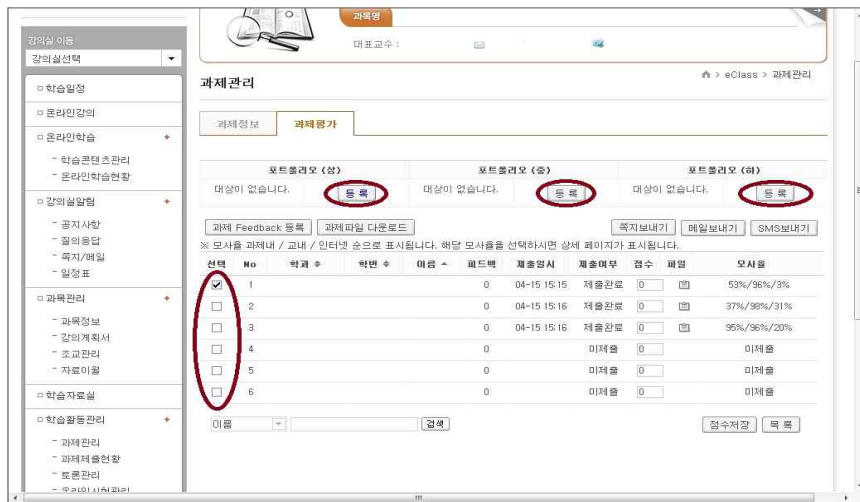 과목명
대표교수 :
강의실 이동
강의실선택
학습일정
온라인강의
온라인학습 +
학습콘텐츠관리
온라인학습현황
강의실알림 +
공지사항
질의응답
쪽지/메일
일정표
과목관리 +
과목정보
강의계획서
조교관리
자료이월
학습자료실
학습활동관리 +
과제관리
과제제출현황
토론관리
온라인시험관리
과제관리
> eClass > 과제관리
과제정보 과제평가
포트폴리오 (상) 포트폴리오 (중) 포트폴리오 (하)
대상이 없습니다. 등록 대상이 없습니다. 등록 대상이 없습니다. 등록
과제 Feedback 등록 과제파일 다운로드 쪽지보내기 메일보내기 SMS보내기
※ 모사율 과제내 / 교내 / 인터넷 순으로 표시됩니다. 해당 모사율을 선택하시면 상세 페이지가 표시됩니다.
선택 No 학과 학번 이름 피드백 제출일시 제출여부 점수 파일 모사율
1 0 04-15 15:15 제출완료 0 53%/96%/3%
2 0 04-15 15:16 제출완료 0 37%/98%/31%
3 0 04-15 15:16 제출완료 0 95%/96%/20%
4 0 미제출 0 미제출
5 0 미제출 0 미제출
6 0 미제출 0 미제출
이름 검색 점수저장 목록